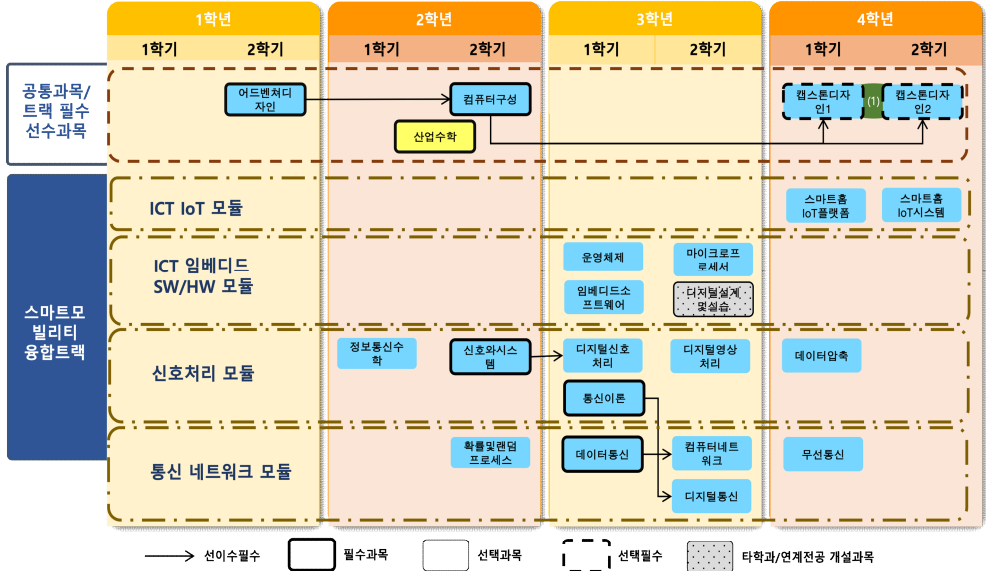 1학년
2학년
3학년
4학년
1학기
2학기
1학기
2학기
1학기
2학기
1학기
2학기
공통과목/
트랙 필수
선수과목
어드벤쳐디
자인
컴퓨터구성
산업수학
캡스톤디자
인1
(1)
캡스톤디자
인2
스마트모
빌리티
융합트랙
ICT IoT 모듈
스마트홈
IoT플랫폼
스마트홈
IoT시스템
ICT 임베디드
SW/HW 모듈
운영체제
마이크로프
로세서
임베디드소
프트웨어
디지털설계
및실습
신호처리 모듈
정보통신수
학
신호와시스
템
디지털신호
처리
디지털영상
처리
데이터압축
통신이론
통신 네트워크 모듈
확률및랜덤
프로세스
데이터통신
컴퓨터네트
워크
무선통신
디지털통신
선이수필수
필수과목
선택과목
선택필수
타학과/연계전공 개설과목